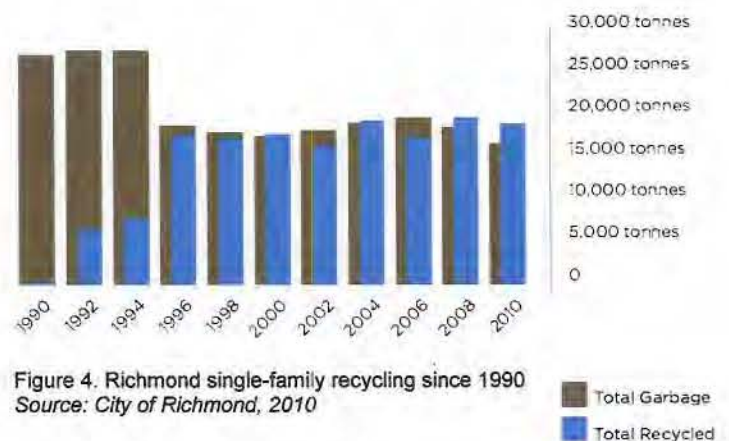 30,000 tonnes
25,000 tonnes
20,000 tonnes
15,000 tonnes
10,000 tonnes
5,000 tonnes
0
1990
1992
1994
1996
1998
2000
2002
2004
2006
2008
2010
Figure 4. Richmond single-family recycling since 1990
Source: City of Richmond, 2010
Total Garbage
Total Recycled